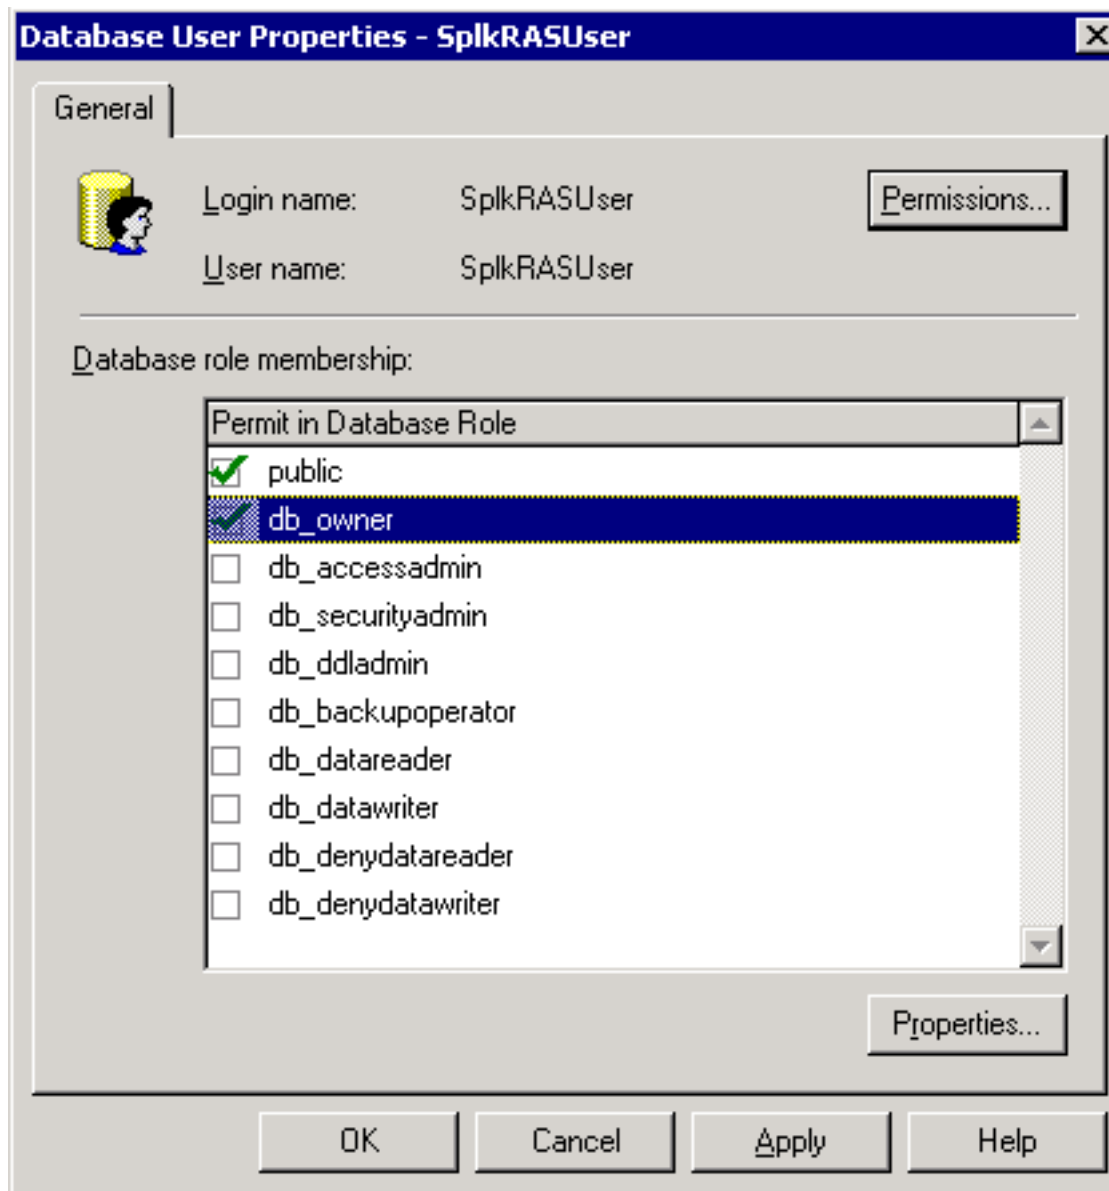 Database User Properties - SplkRASUser
General
Login name: SplkRASUser Permissions...
User name: SplkRASUser
Database role membership:
Permit in Database Role
public
db_owner
db_accessadmin
db_securityadmin
db_ddladmin
db_backupoperator
db_datareader
db_datawriter
db_denydatareader
db_denydatawriter
Properties...
OK Cancel Apply Help